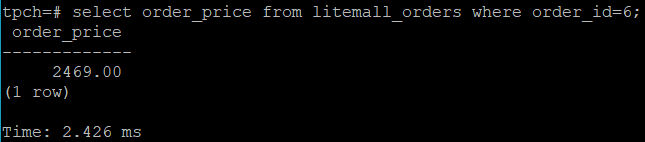 tpch=# select order_price from litemall_orders where order_id=6;
 order_price
-------------
     2469.00
(1 row)

Time: 2.426 ms